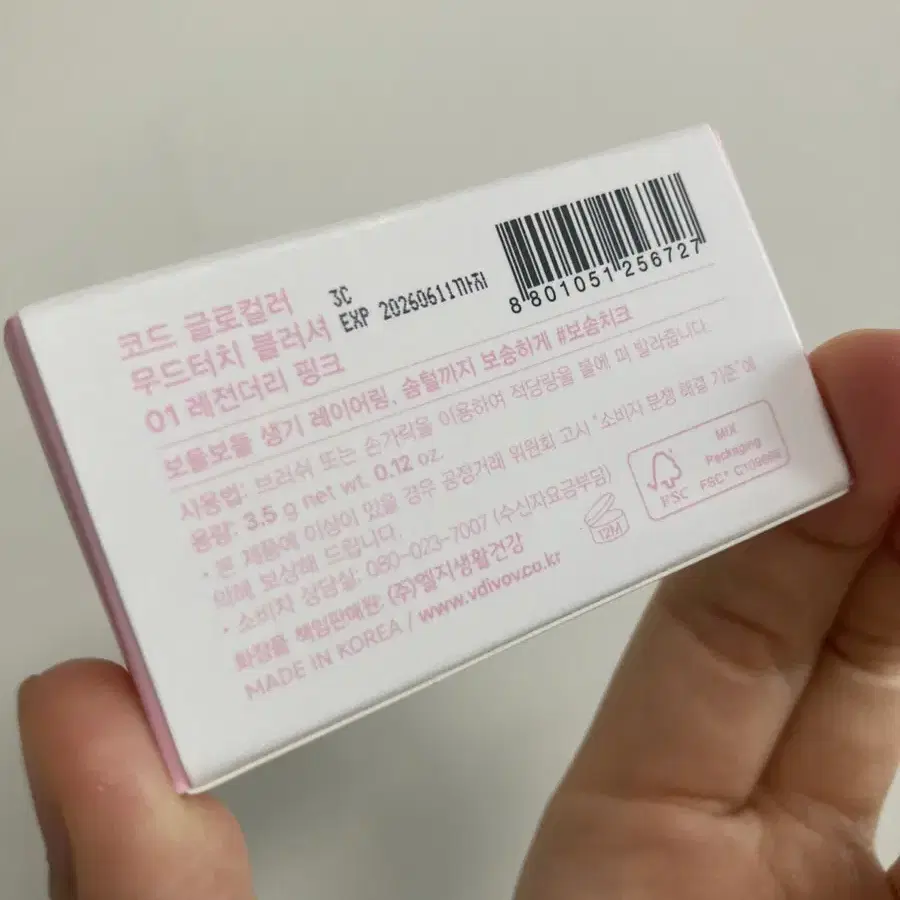 코드 글로컬러
무드터치 블러셔
01 레전더리 핑크
3C
EXP 20260611까지
8 801051 256727
보들보들 생기 레이어링, 솜털까지 보송하게 #보송치크
사용법: 브러쉬 또는 손가락을 이용하여 적당량을 볼에 펴 발라줍니다.
용량: 3.5 g net wt. 0.12 oz.
• 본 제품에 이상이 있을 경우 공정거래 위원회 고시 "소비자 분쟁 해결 기준"에
의해 보상해 드립니다.
• 소비자 상담실: 080-023-7007 (수신자요금부담)
화장품 책임판매원: (주)엘지생활건강
MADE IN KOREA / www.vdivov.co.kr
12M
FSC
MIX
Packaging
FSC®